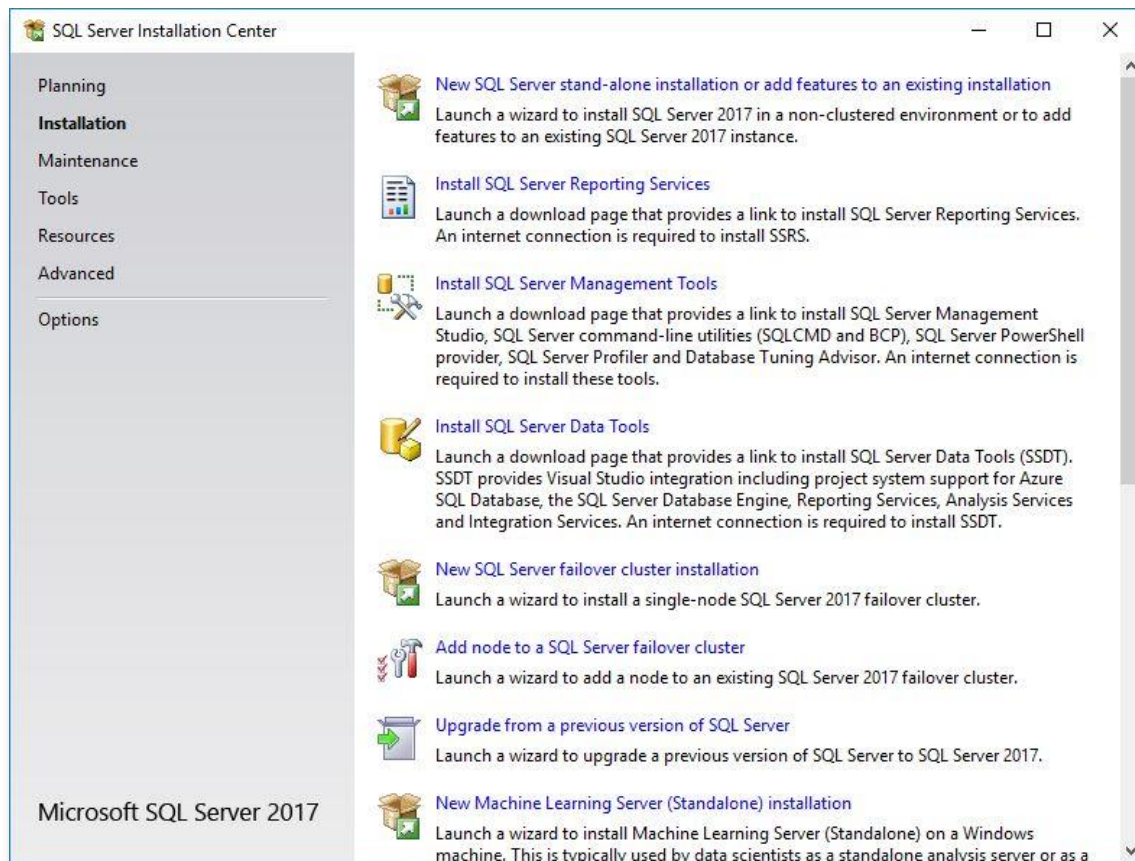 SQL Server Installation Center
Planning
Installation
Maintenance
Tools
Resources
Advanced
Options
Microsoft SQL Server 2017
New SQL Server stand-alone installation or add features to an existing installation
Launch a wizard to install SQL Server 2017 in a non-clustered environment or to add
features to an existing SQL Server 2017 instance.
Install SQL Server Reporting Services
Launch a download page that provides a link to install SQL Server Reporting Services.
An internet connection is required to install SSRS.
Install SQL Server Management Tools
Launch a download page that provides a link to install SQL Server Management
Studio, SQL Server command-line utilities (SQLCMD and BCP), SQL Server PowerShell
provider, SQL Server Profiler and Database Tuning Advisor. An internet connection is
required to install these tools.
Install SQL Server Data Tools
Launch a download page that provides a link to install SQL Server Data Tools (SSDT).
SSDT provides Visual Studio integration including project system support for Azure
SQL Database, the SQL Server Database Engine, Reporting Services, Analysis Services
and Integration Services. An internet connection is required to install SSDT.
New SQL Server failover cluster installation
Launch a wizard to install a single-node SQL Server 2017 failover cluster.
Add node to a SQL Server failover cluster
Launch a wizard to add a node to an existing SQL Server 2017 failover cluster.
Upgrade from a previous version of SQL Server
Launch a wizard to upgrade a previous version of SQL Server to SQL Server 2017.
New Machine Learning Server (Standalone) installation
Launch a wizard to install Machine Learning Server (Standalone) on a Windows
machine. This is typically used by data scientists as a standalone analysis server or as a